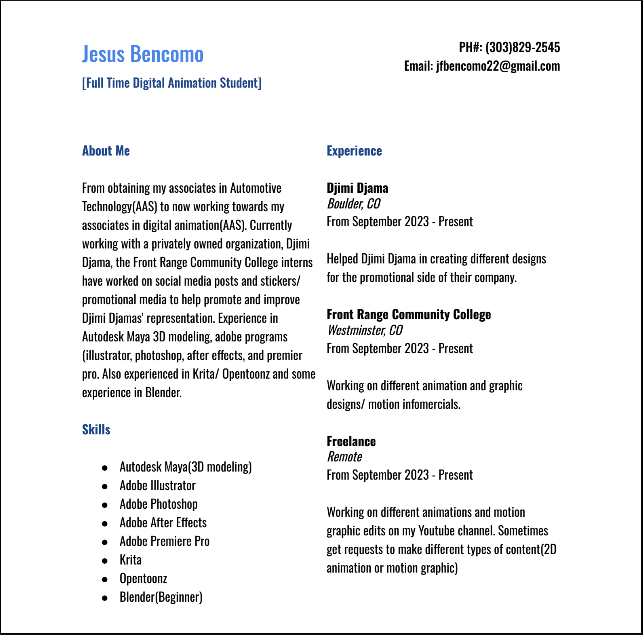 Jesus Bencomo
[Full Time Digital Animation Student]
PH#: (303)829-2545
Email: jfbencomo22@gmail.com
About Me
From obtaining my associates in Automotive
Technology(AAS) to now working towards my
associates in digital animation(AAS). Currently
working with a privately owned organization, Djimi
Djama, the Front Range Community College interns
have worked on social media posts and stickers/
promotional media to help promote and improve
Djimi Djamas' representation. Experience in
Autodesk Maya 3D modeling, adobe programs
(illustrator, photoshop, after effects, and premier
pro. Also experienced in Krita/ Opentoonz and some
experience in Blender.
Skills
● Autodesk Maya(3D modeling)
● Adobe Illustrator
● Adobe Photoshop
● Adobe After Effects
● Adobe Premiere Pro
● Krita
● Opentoonz
● Blender(Beginner)
Experience
Djimi Djama
Boulder, CO
From September 2023 - Present
Helped Djimi Djama in creating different designs
for the promotional side of their company.
Front Range Community College
Westminster, CO
From September 2023 - Present
Working on different animation and graphic
designs/ motion infomercials.
Freelance
Remote
From September 2023 - Present
Working on different animations and motion
graphic edits on my Youtube channel. Sometimes
get requests to make different types of content(2D
animation or motion graphic)